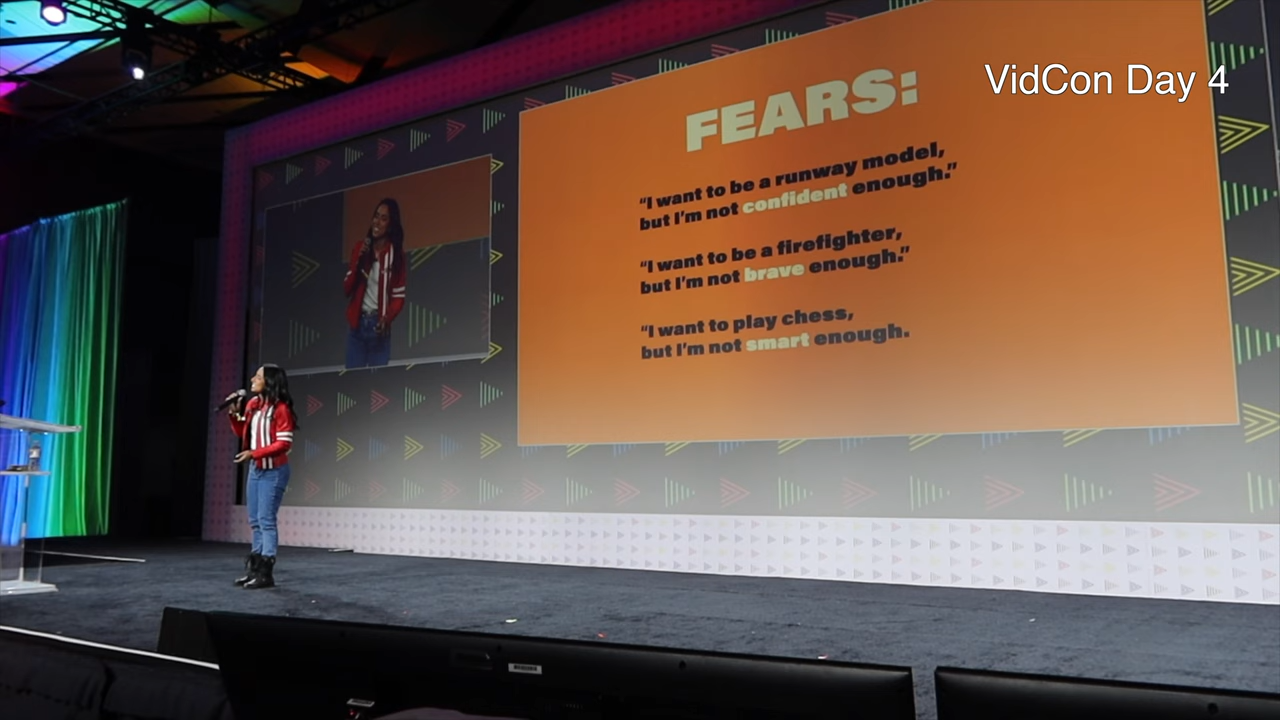 VidCon Day 4
FEARS:
“I want to be a runway model,
but I’m not confident enough.”
“I want to be a firefighter,
but I’m not brave enough.”
“I want to play chess,
but I’m not smart enough.